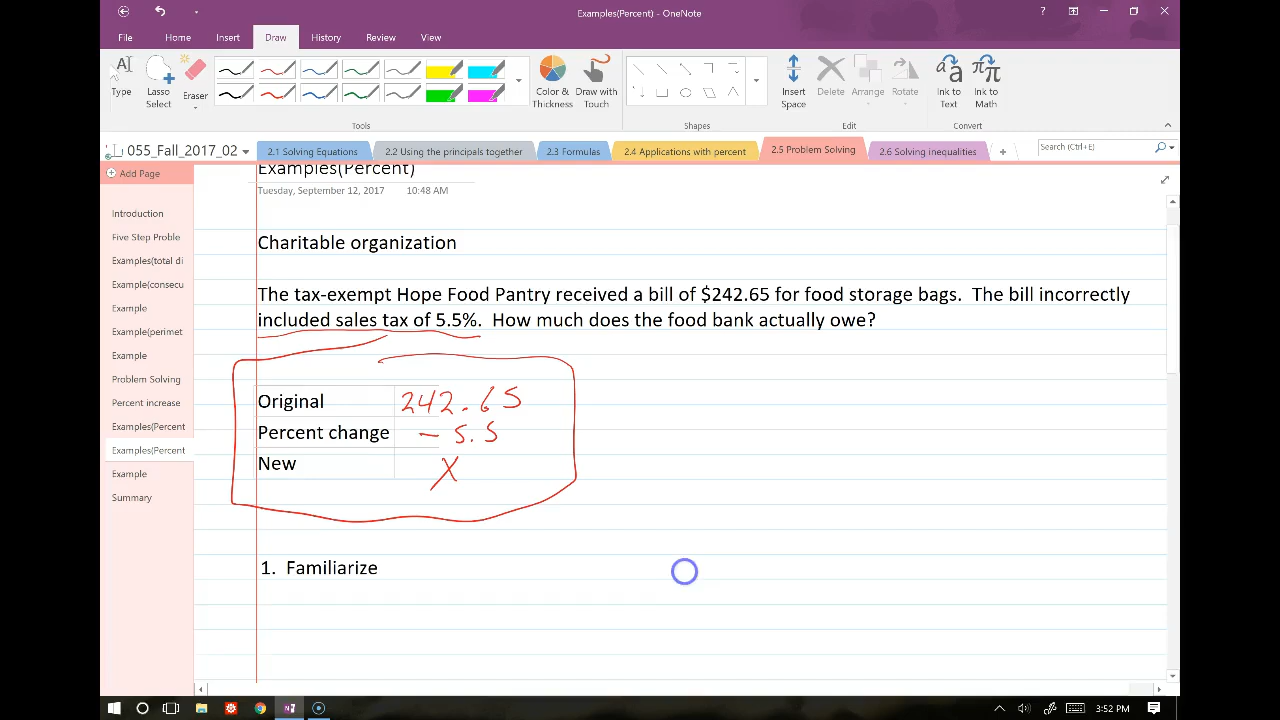 Examples(Percent) - OneNote
File Home Insert Draw History Review View
Type
Lasso Select
Eraser
Color & Thickness
Draw with Touch
Insert Space
Delete
Arrange
Rotate
Ink to Text
Ink to Math
Tools
Shapes
Edit
Convert
055_Fall_2017_02
2.1 Solving Equations
2.2 Using the principals together
2.3 Formulas
2.4 Applications with percent
2.5 Problem Solving
2.6 Solving inequalities
Search (Ctrl+E)
Add Page
Introduction
Five Step Proble
Examples(total di
Example(consecu
Example
Example(perimet
Example
Problem Solving
Percent increase
Examples(Percent
Examples(Percent
Example
Summary
Examples(Percent)
Tuesday, September 12, 2017 10:48 AM
Charitable organization
The tax-exempt Hope Food Pantry received a bill of $242.65 for food storage bags. The bill incorrectly
included sales tax of 5.5%. How much does the food bank actually owe?
Original 242.65
Percent change - 5.5
New X
1. Familiarize
3:52 PM